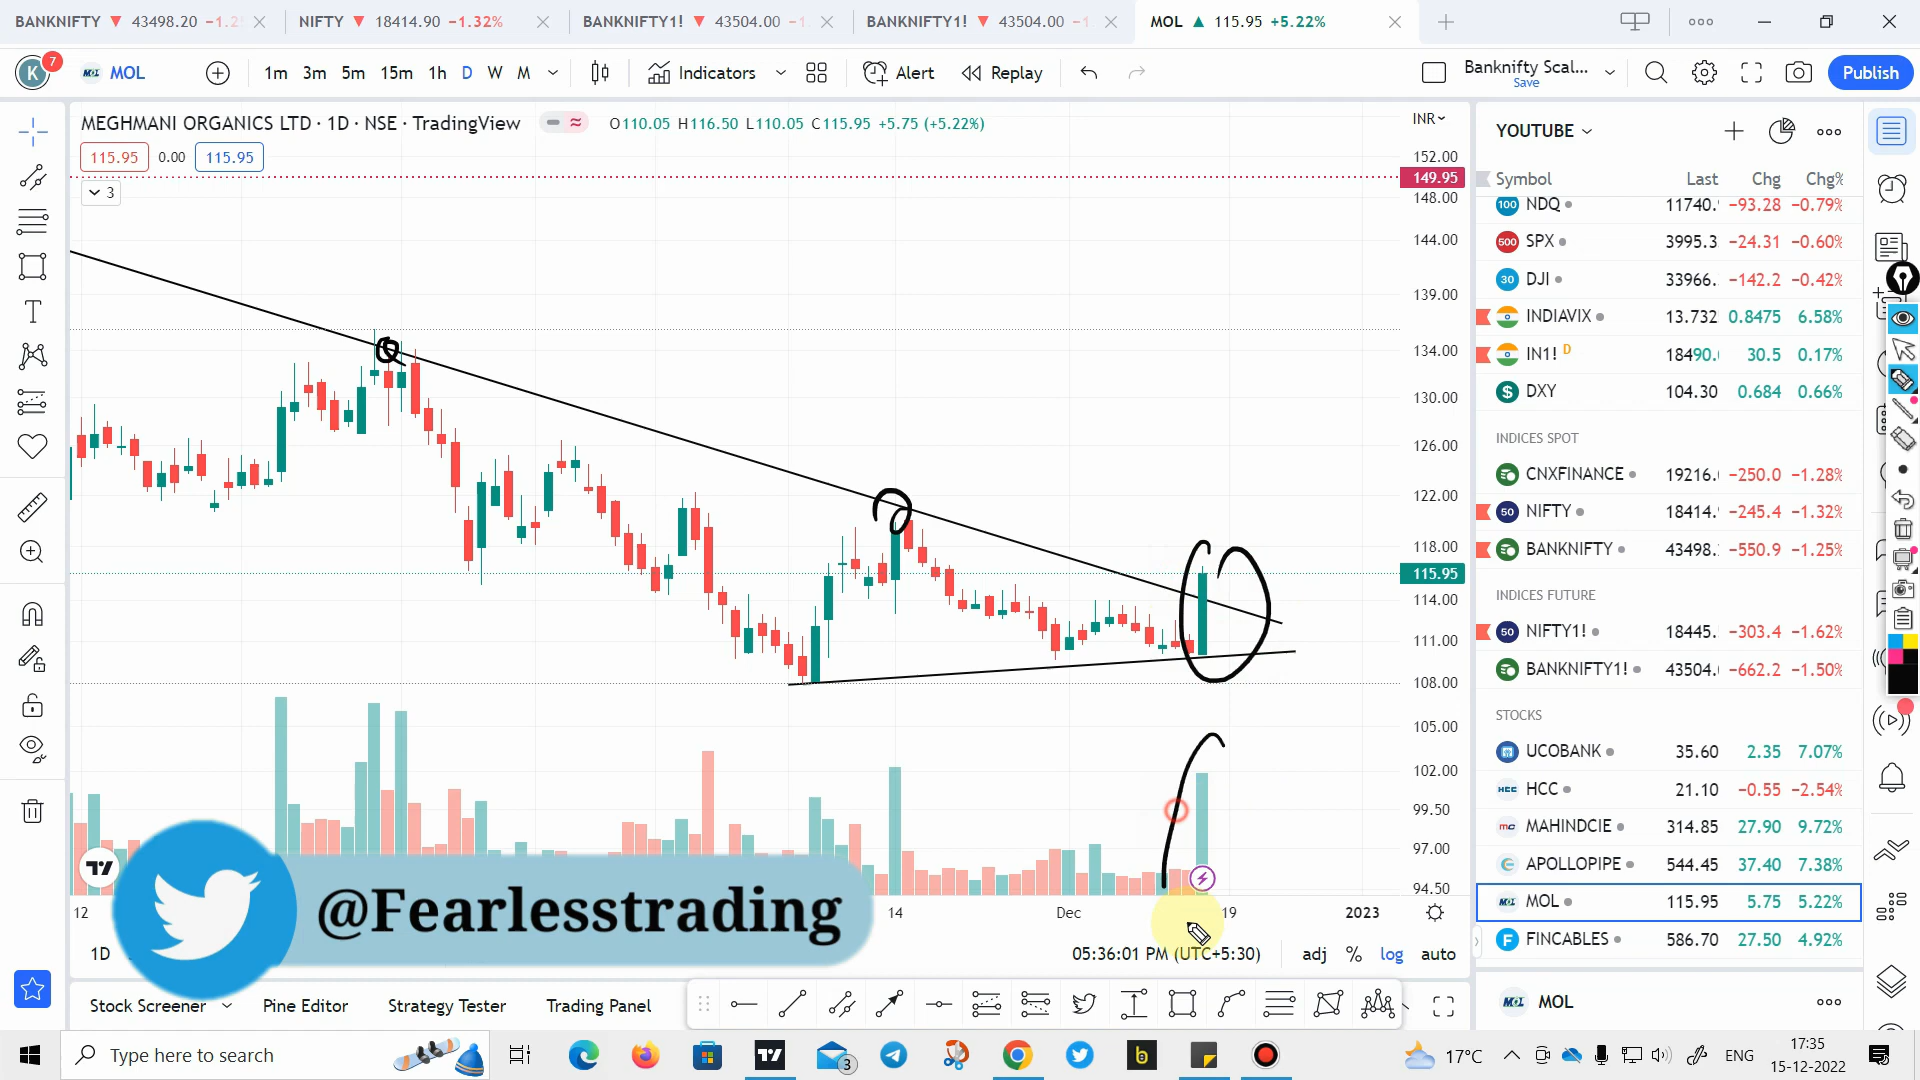 BANKNIFTY ▼ 43498.20
NIFTY ▼ 18414.90 −1.32%
BANKNIFTY1! ▼ 43504.00
BANKNIFTY1! ▼ 43504.00
MOL ▲ 115.95 +5.22%
K 7 MOL 1m 3m 5m 15m 1h D W M Indicators Alert Replay
Banknifty Scal...
Save
Publish
MEGHMANI ORGANICS LTD · 1D · NSE · TradingView O110.05 H116.50 L110.05 C115.95 +5.75 (+5.22%)
115.95 0.00 115.95
3
INR
152.00
149.95
148.00
144.00
139.00
134.00
130.00
126.00
122.00
118.00
115.95
114.00
111.00
108.00
105.00
102.00
99.50
97.00
94.50
12 14 Dec 19 2023
@Fearlesstrading
1D
05:36:01 PM (UTC+5:30) adj % log auto
Stock Screener Pine Editor Strategy Tester Trading Panel
YOUTUBE
Symbol Last Chg Chg%
100 NDQ 11740. −93.28 −0.79%
500 SPX 3995.3 −24.31 −0.60%
30 DJI 33966. −142.2 −0.42%
INDIAVIX 13.732 0.8475 6.58%
IN1! D 18490. 30.5 0.17%
$ DXY 104.30 0.684 0.66%
INDICES SPOT
CNXFINANCE 19216. −250.0 −1.28%
50 NIFTY 18414. −245.4 −1.32%
BANKNIFTY 43498. −550.9 −1.25%
INDICES FUTURE
50 NIFTY1! 18445. −303.4 −1.62%
BANKNIFTY1! 43504. −662.2 −1.50%
STOCKS
UCOBANK 35.60 2.35 7.07%
HCC HCC 21.10 −0.55 −2.54%
MAHINDCIE 314.85 27.90 9.72%
APOLLOPIPE 544.45 37.40 7.38%
MOL MOL 115.95 5.75 5.22%
F FINCABLES 586.70 27.50 4.92%
MOL MOL
Type here to search
3
b
17°C
ENG
17:35
15-12-2022